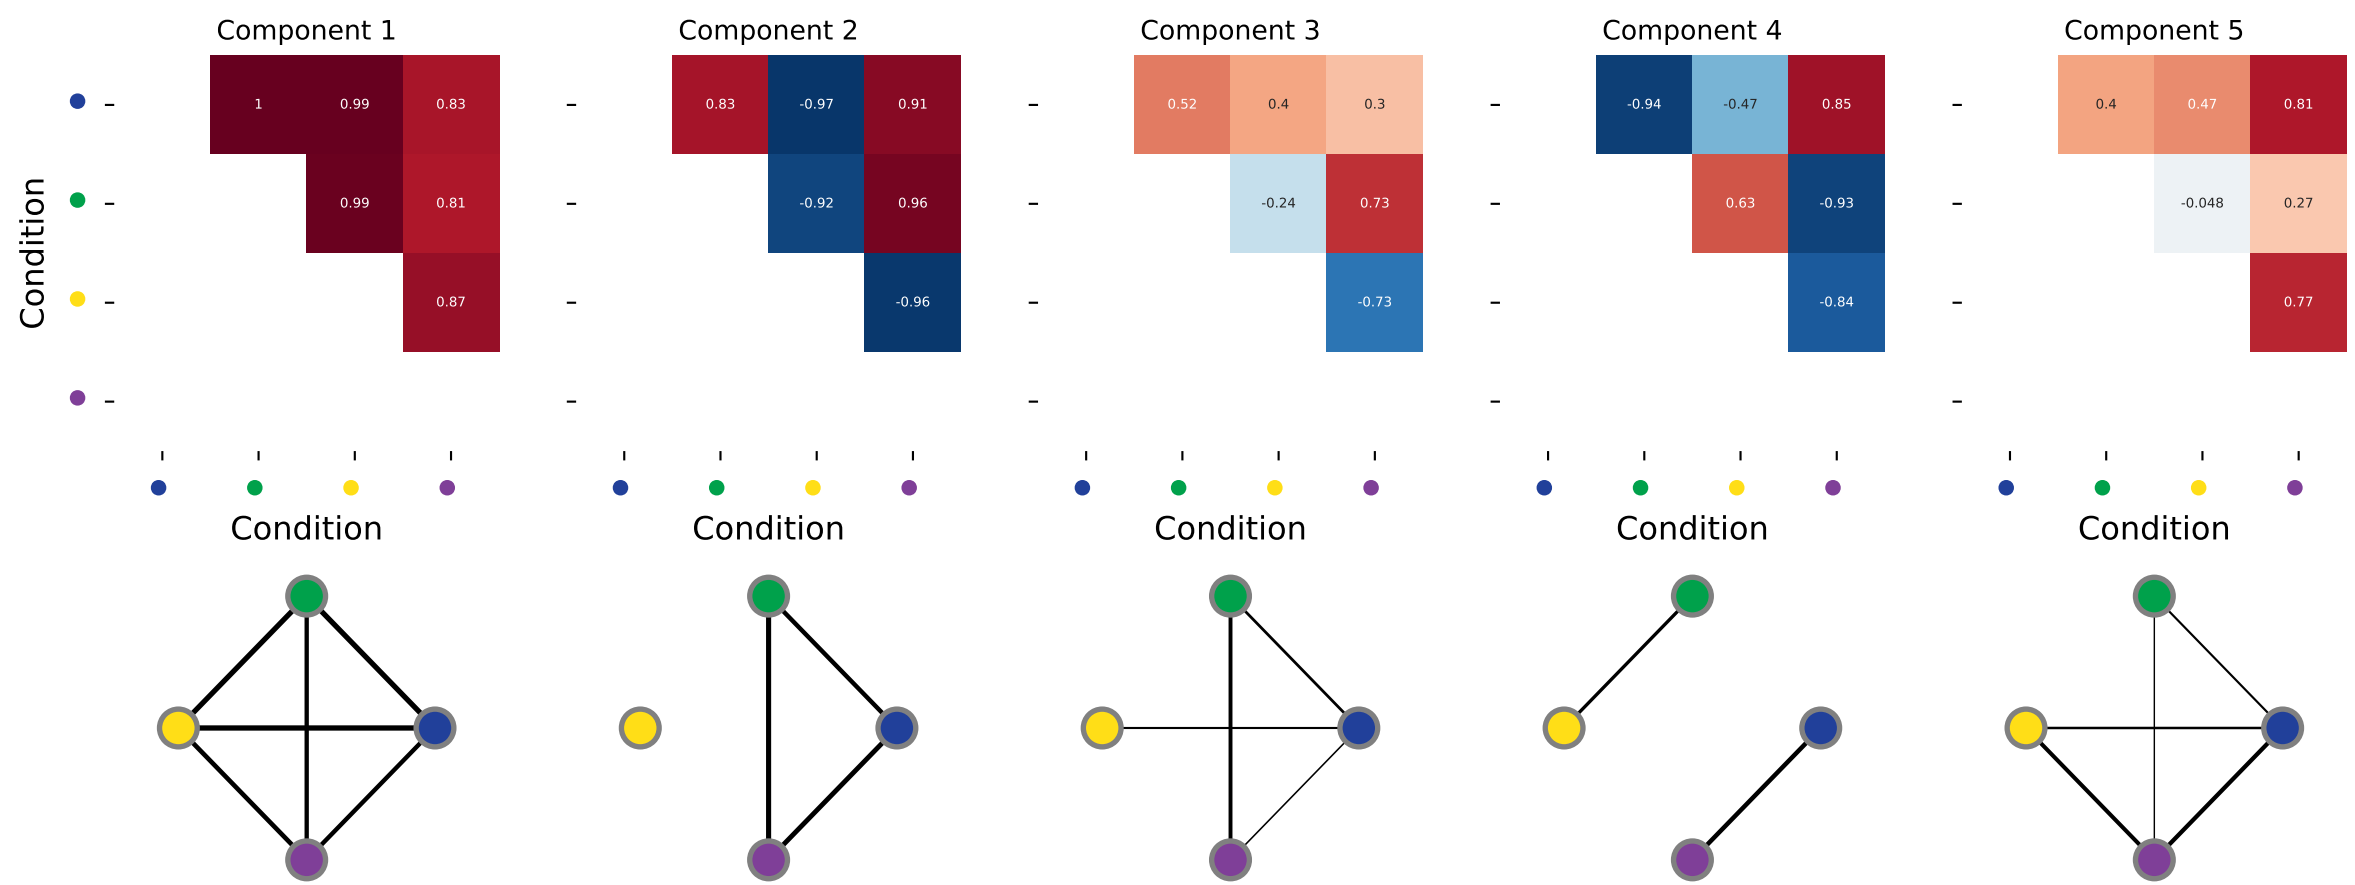 Component 1 Component 2 Component 3 Component 4 Component 5
1 0.99 0.83 0.83 -0.97 0.91 0.52 0.4 0.3 -0.94 -0.47 0.85 0.4 0.47 0.81
0.99 0.81 -0.92 0.96 -0.24 0.73 0.63 -0.93 -0.048 0.27
0.87 -0.96 -0.73 -0.84 0.77
Condition
Condition Condition Condition Condition Condition